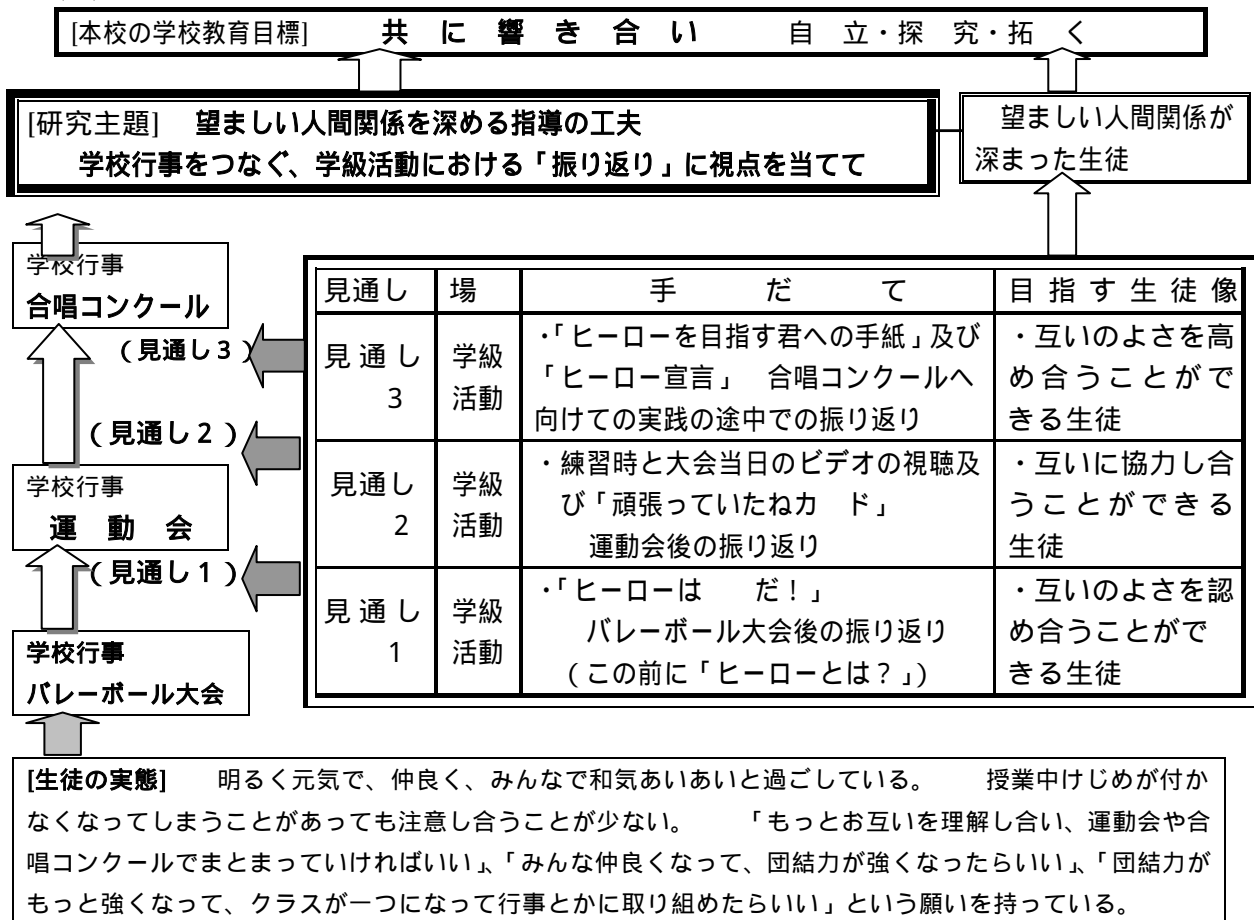 [本校の学校教育目標] 共に響き合い 自立・探究・拓く
[研究主題] 望ましい人間関係を深める指導の工夫
学校行事をつなぐ、学級活動における「振り返り」に視点を当てて
望ましい人間関係が
深まった生徒
学校行事
合唱コンクール
(見通し3)
(見通し2)
学校行事
運動会
(見通し1)
学校行事
バレーボール大会
見通し 場 手だて 目指す生徒像
見通し
3
学級
活動
・「ヒーローを目指す君への手紙」及び
「ヒーロー宣言」 合唱コンクールへ
向けての実践の途中での振り返り
・互いのよさを高
め合うことがで
きる生徒
見通し
2
学級
活動
・練習時と大会当日のビデオの視聴及
び「頑張っていたねカ ド」
運動会後の振り返り
・互いに協力し合
うことができる
生徒
見通し
1
学級
活動
・「ヒーローは だ!」
バレーボール大会後の振り返り
(この前に「ヒーローとは?」)
・互いのよさを認
め合うことがで
きる生徒
[生徒の実態] 明るく元気で、仲良く、みんなで和気あいあいと過ごしている。 授業中けじめが付か
なくなってしまうことがあっても注意し合うことが少ない。 「もっとお互いを理解し合い、運動会や合
唱コンクールでまとまっていければいい」、「みんな仲良くなって、団結力が強くなったらいい」、「団結力が
もっと強くなって、クラスが一つになって行事とかに取り組めたらいい」という願いを持っている。